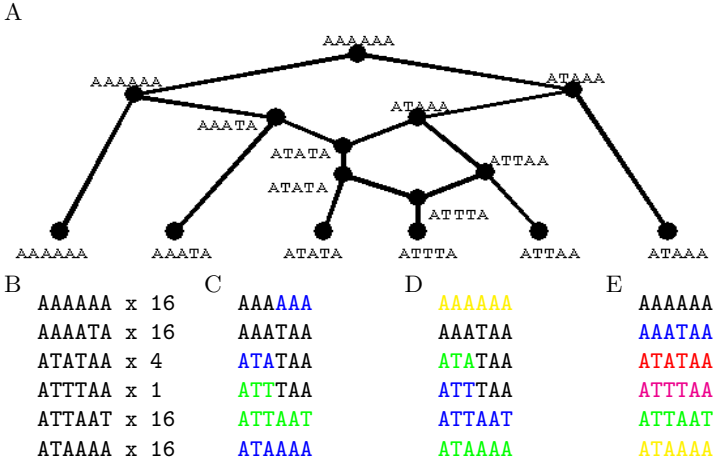 A
AAAAAA
AAAAAA ATAAA
ATAAA
AAATA
ATATA ATTAA
ATATA
ATTTA
AAAAAA AAATA ATATA ATTTA ATTAA ATAAA
B C D E
AAAAAA x 16 AAAAAA AAAAAA AAAAAA
AAAATA x 16 AAATAA AAATAA AAATAA
ATATAA x 4 ATATAA ATATAA ATATAA
ATTTAA x 1 ATTTAA ATTTAA ATTTAA
ATTAAT x 16 ATTAAT ATTAAT ATTAAT
ATAAAA x 16 ATAAAA ATAAAA ATAAAA